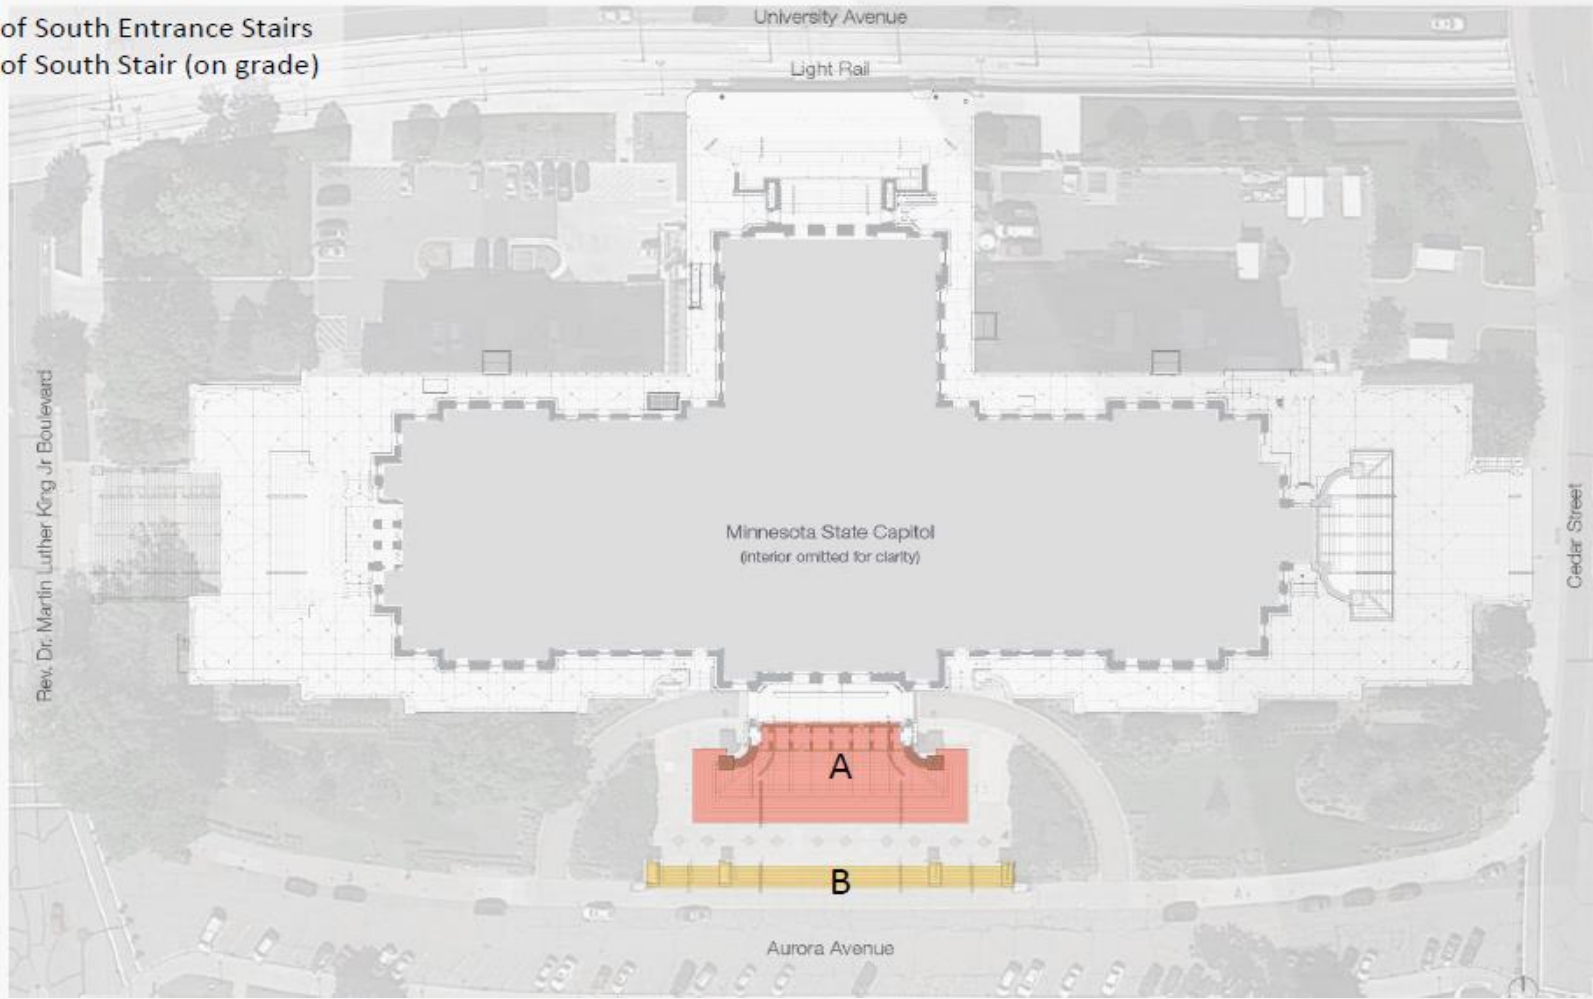 of South Entrance Stairs
of South Stair (on grade)
University Avenue
Light Rail
Rev. Dr. Martin Luther King Jr Boulevard
Minnesota State Capitol
(interior omitted for clarity)
Cedar Street
A
B
Aurora Avenue